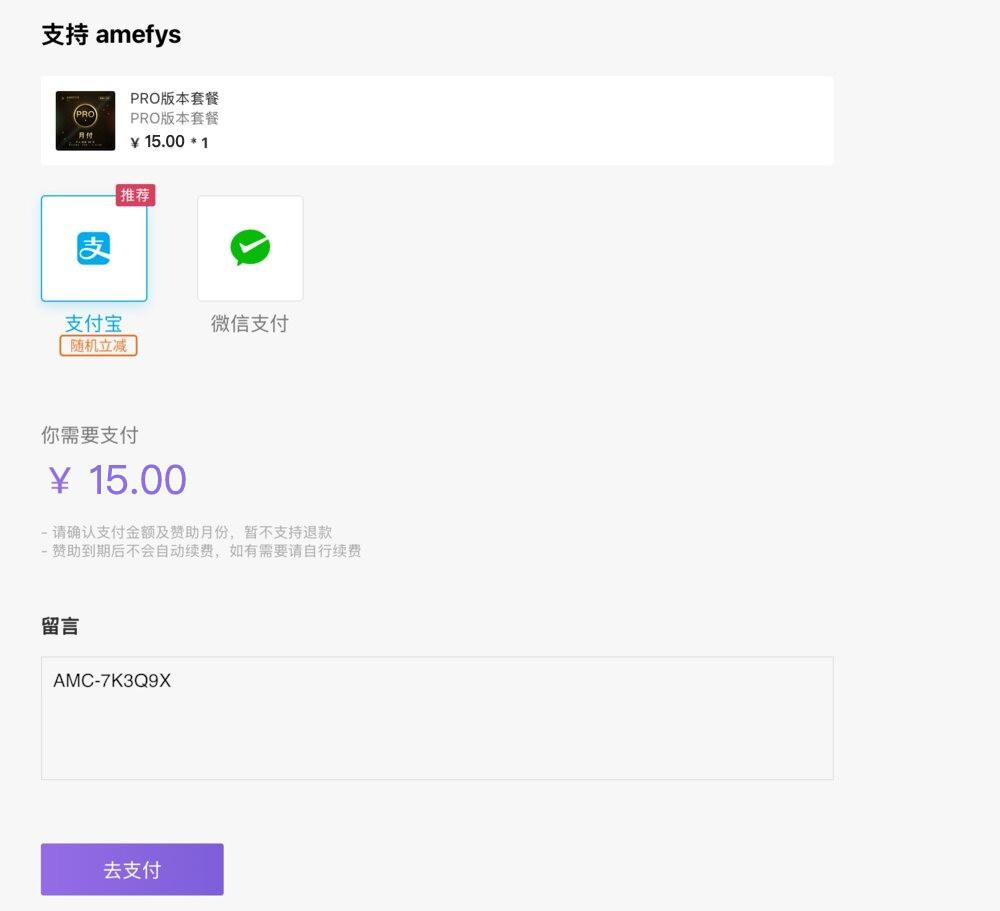 支持 amefys
PRO版本套餐
PRO
月付
PRO版本套餐
¥ 15.00 * 1
推荐
支
支付宝
微信支付
随机立减
你需要支付
¥ 15.00
- 请确认支付金额及赞助月份，暂不支持退款
- 赞助到期后不会自动续费，如有需要请自行续费
留言
AMC-7K3Q9X
去支付